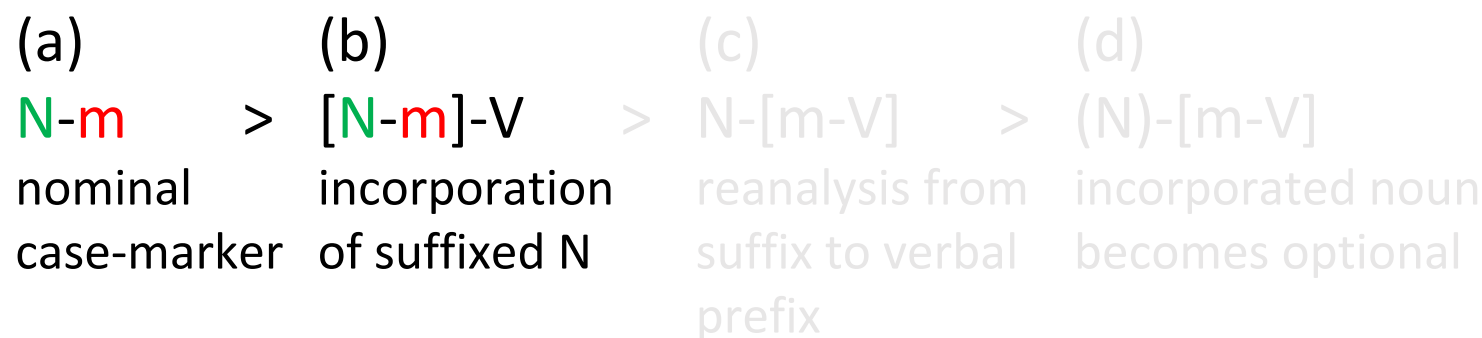 (a) (b) (c) (d)
N-m > [N-m]-V > N-[m-V] > (N)-[m-V]
nominal incorporation reanalysis from incorporated noun
case-marker of suffixed N suffix to verbal becomes optional
prefix